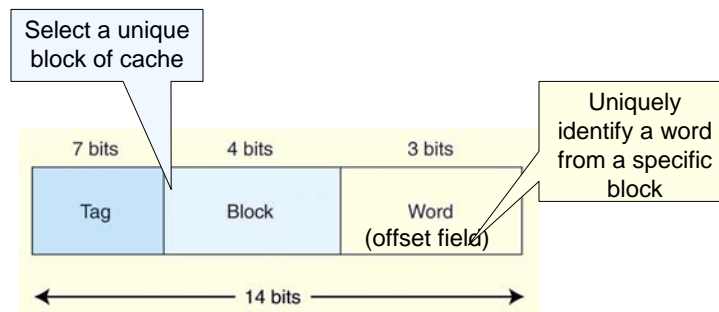 Select a unique
block of cache
Uniquely
identify a word
from a specific
block
7 bits
4 bits
3 bits
Tag
Block
Word
(offset field)
14 bits